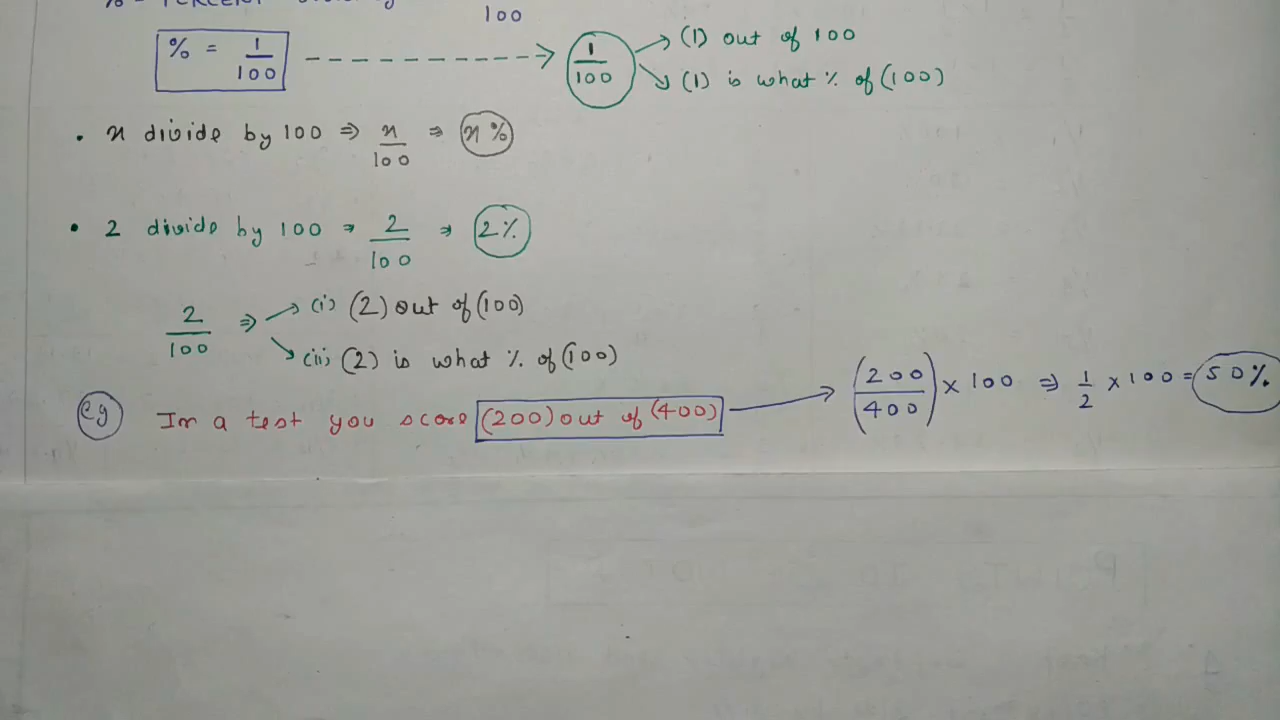 100
% = 1/100 -----------> 1/100 → (1) out of 100
→ (1) is what % of (100)
• x divide by 100 ⇒ x/100 ⇒ x%
• 2 divide by 100 ⇒ 2/100 ⇒ 2%
2/100 ⇒ → (i) (2) out of (100)
→ (ii) (2) is what % of (100)
eg In a test you score (200) out of (400) → (200/400) × 100 ⇒ 1/2 × 100 = 50%